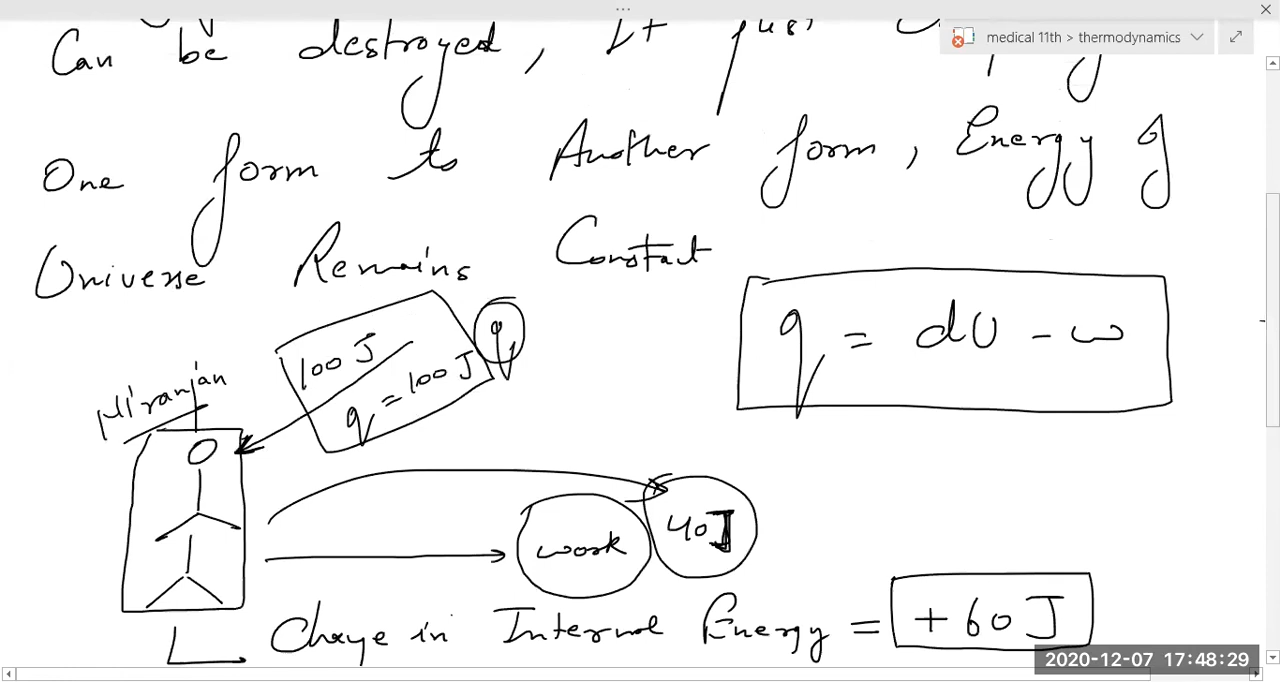 medical 11th > thermodynamics
Can be destroyed, It just
One form to Another form, Energy of
Universe Remains Constant
q = dU - w
100 J
q = 100 J
q
Niranjan
work
40J
Change in Internal Energy = +60 J
2020-12-07 17:48:29